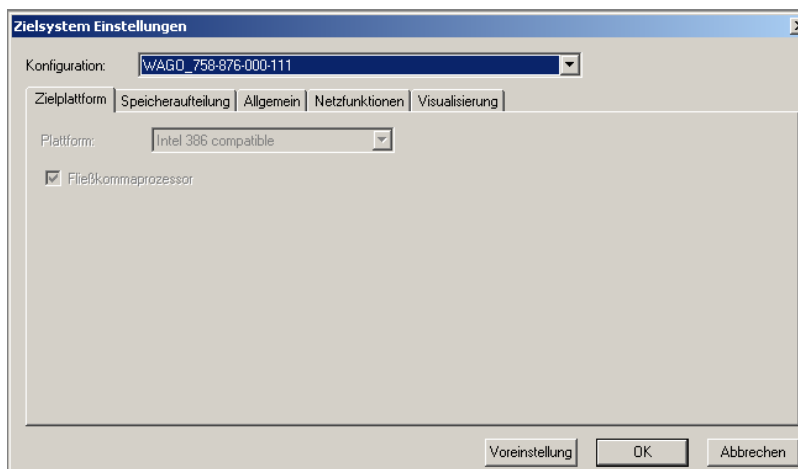 Zielsystem Einstellungen
Konfiguration: WAGO_758-876-000-111
Zielplattform Speicheraufteilung Allgemein Netzfunktionen Visualisierung
Plattform: Intel 386 compatible
Fließkommaprozessor
Voreinstellung OK Abbrechen